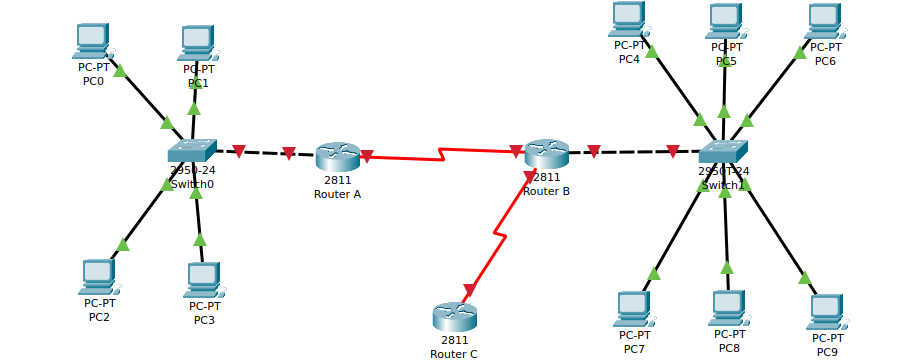 PC-PT
PC0
PC-PT
PC1
PC-PT
PC4
PC-PT
PC5
PC-PT
PC6
2950-24
Switch0
2811
Router A
2811
Router B
2950T-24
Switch1
PC-PT
PC2
PC-PT
PC3
2811
Router C
PC-PT
PC7
PC-PT
PC8
PC-PT
PC9